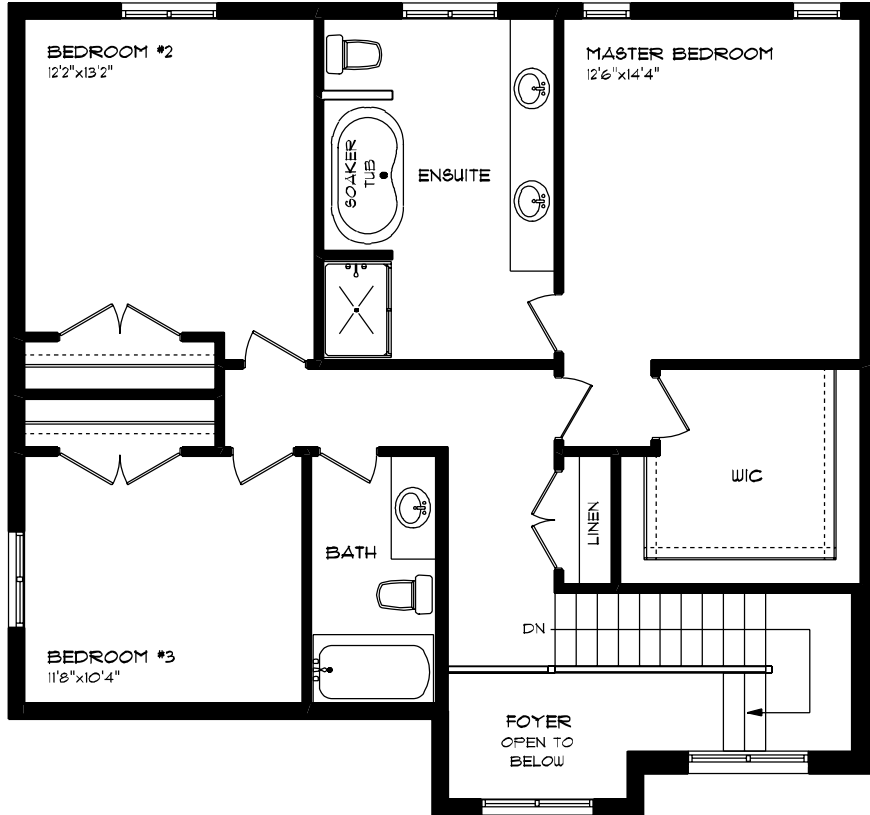 BEDROOM #2
12'2"x13'2"
MASTER BEDROOM
12'6"x14'4"
SOAKER
TUB
ENSUITE
WIC
LINEN
BATH
DN
BEDROOM #3
11'8"x10'4"
FOYER
OPEN TO
BELOW